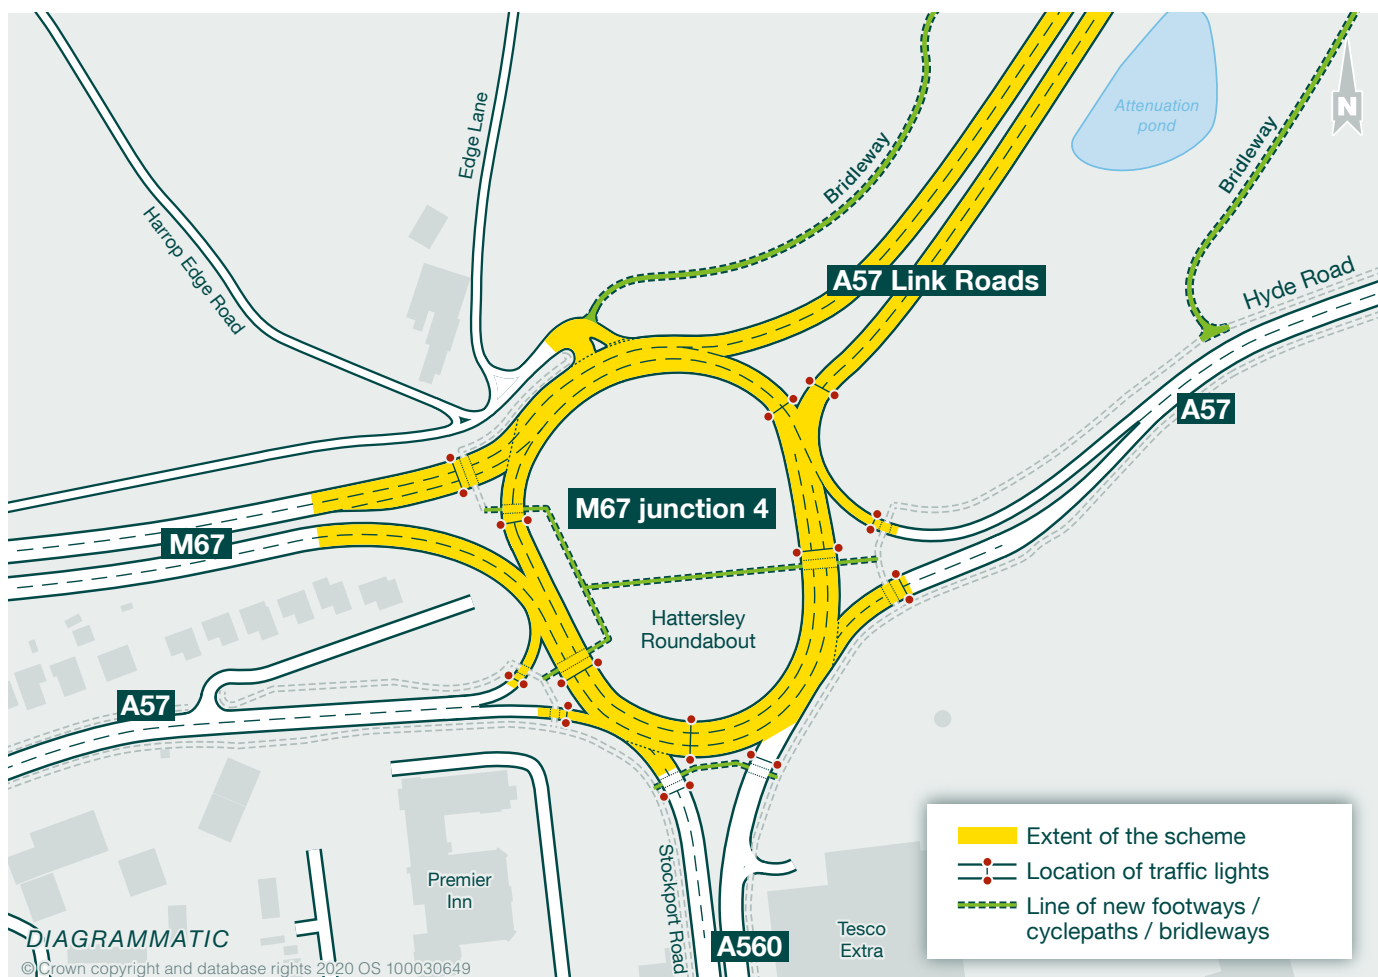 Attenuation
pond
N
Edge Lane
Bridleway
Bridleway
Harrop Edge Road
A57 Link Roads
Hyde Road
A57
M67 junction 4
M67
Hattersley
Roundabout
A57
Stockport Road
Premier
Inn
A560
Tesco
Extra
Extent of the scheme
Location of traffic lights
Line of new footways /
cyclepaths / bridleways
DIAGRAMMATIC
© Crown copyright and database rights 2020 OS 100030649